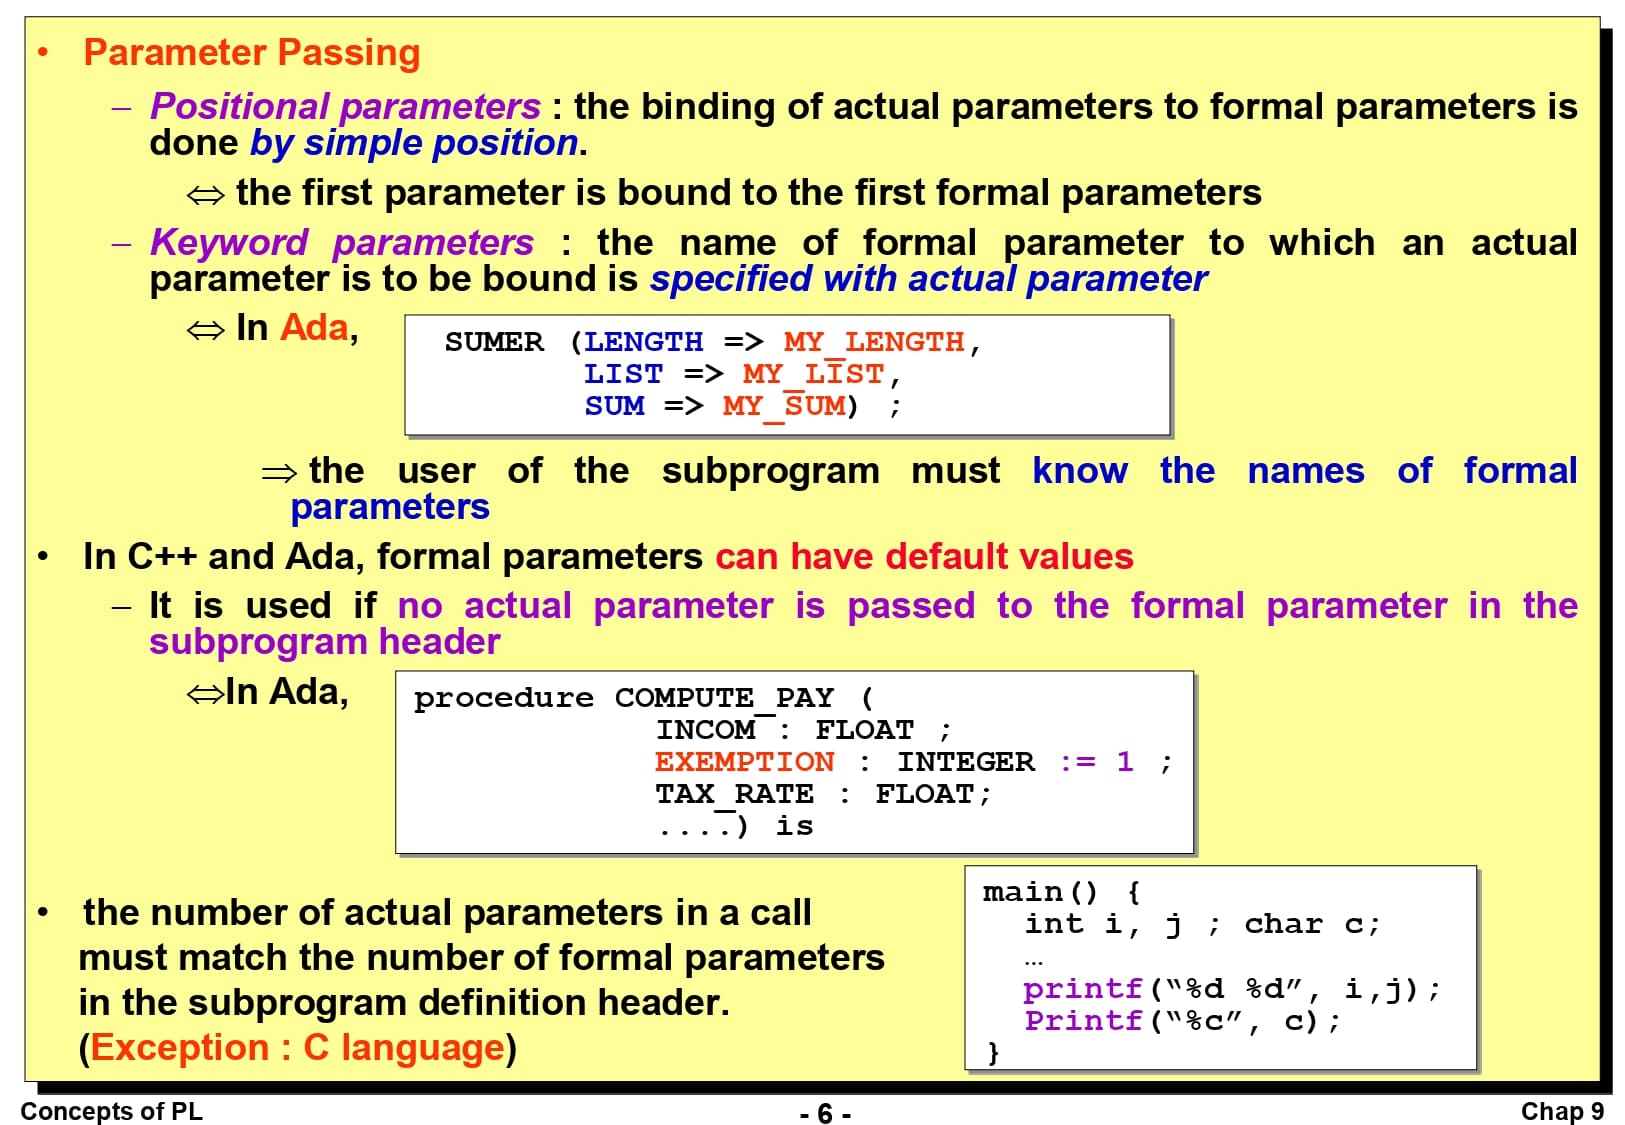 • Parameter Passing
– Positional parameters : the binding of actual parameters to formal parameters is
done by simple position.
⇔ the first parameter is bound to the first formal parameters
– Keyword parameters : the name of formal parameter to which an actual
parameter is to be bound is specified with actual parameter
⇔ In Ada,
SUMER (LENGTH => MY_LENGTH,
LIST => MY_LIST,
SUM => MY_SUM) ;
⇒ the user of the subprogram must know the names of formal
parameters
• In C++ and Ada, formal parameters can have default values
– It is used if no actual parameter is passed to the formal parameter in the
subprogram header
⇔In Ada,
procedure COMPUTE_PAY (
INCOM : FLOAT ;
EXEMPTION : INTEGER := 1 ;
TAX_RATE : FLOAT;
....) is
• the number of actual parameters in a call
must match the number of formal parameters
in the subprogram definition header.
(Exception : C language)
main() {
int i, j ; char c;
…
printf(“%d %d”, i,j);
Printf(“%c”, c);
}
Concepts of PL
- 6 -
Chap 9